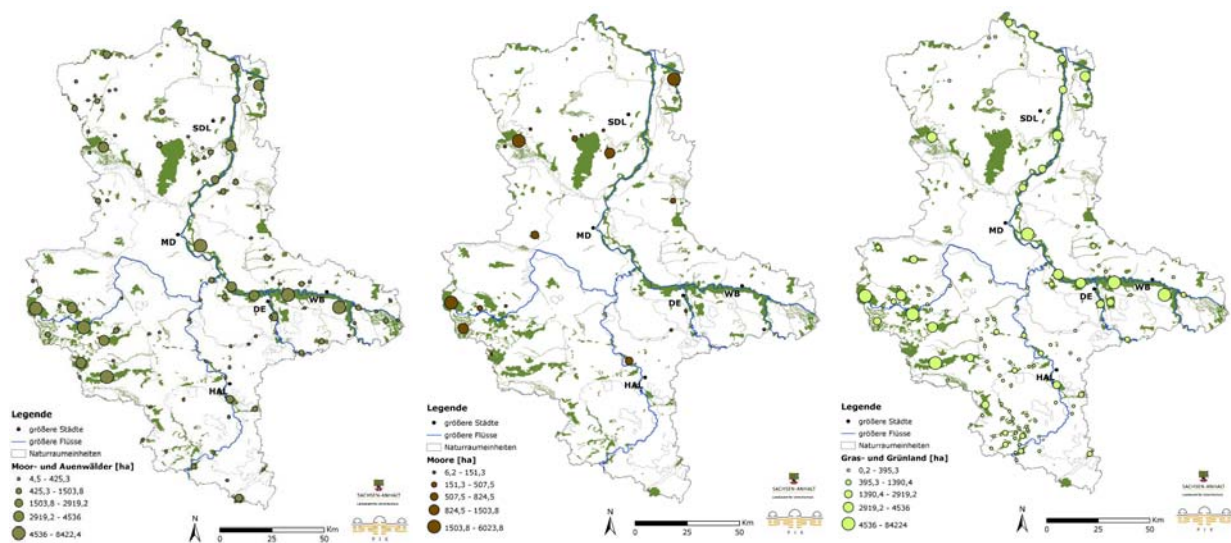 SDL
MD
WB
DE
HAL
Legende
größere Städte
größere Flüsse
Naturraumeinheiten
Moor- und Auenwälder [ha]
4,5 - 425,3
425,3 - 1503,8
1503,8 - 2919,2
2919,2 - 4536
4536 - 8422,4
SACHSEN-ANHALT
N
0 25 50 Km
P I K
SDL
MD
WB
DE
HAL
Legende
größere Städte
größere Flüsse
Naturraumeinheiten
Moore [ha]
6,2 - 151,3
151,3 - 507,5
507,5 - 824,5
824,5 - 1503,8
1503,8 - 6023,8
SACHSEN-ANHALT
N
0 25 50 Km
P I K
SDL
MD
WB
DE
HAL
Legende
größere Städte
größere Flüsse
Naturraumeinheiten
Gras- und Grünland [ha]
0,2 - 395,3
395,3 - 1390,4
1390,4 - 2919,2
2919,2 - 4536
4536 - 84224
SACHSEN-ANHALT
N
0 25 50 Km
P I K